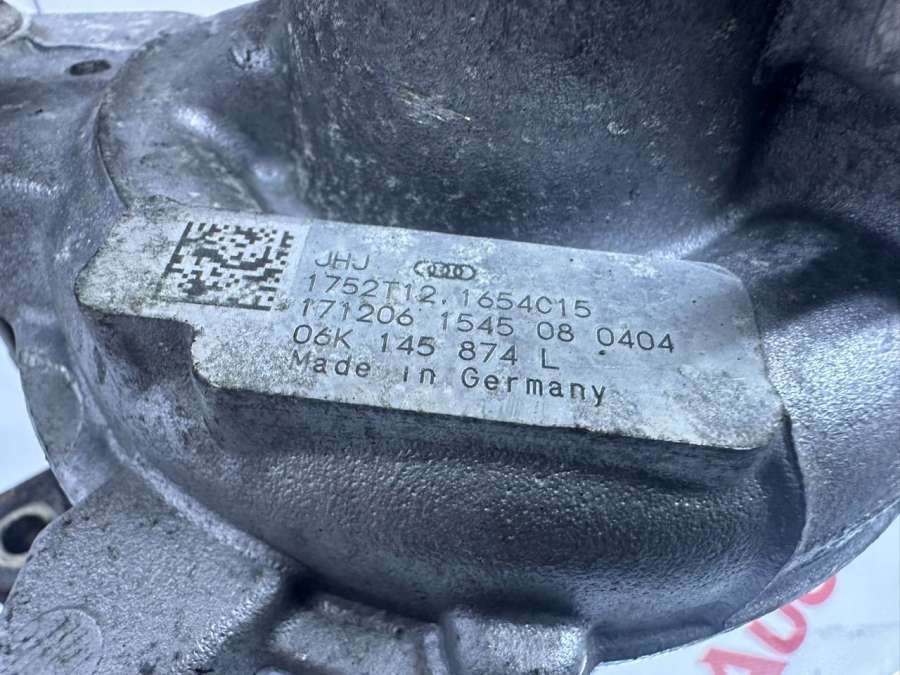 JHJ
1752T12.1654C15
171206 1545 08 0404
06K 145 874 L
Made in Germany